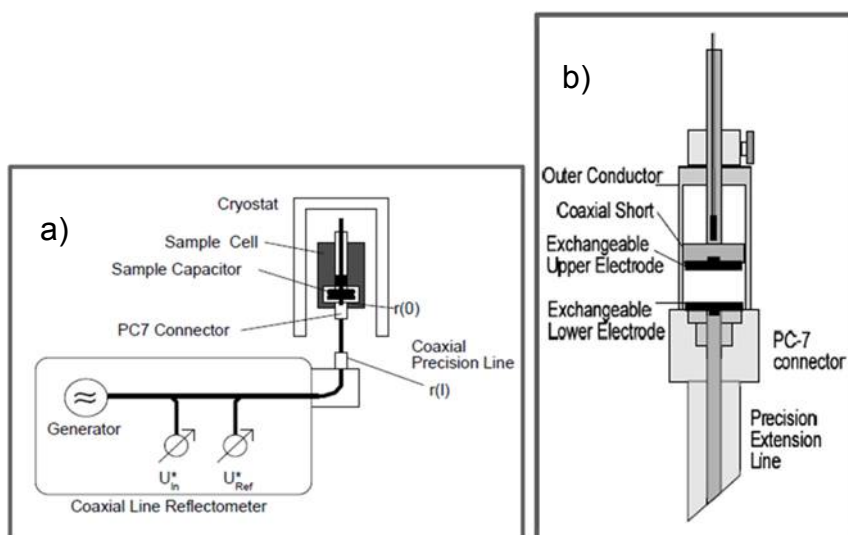 a)
Cryostat
Sample Cell
Sample Capacitor
r(0)
PC7 Connector
Coaxial
Precision Line
r(l)
Generator
U*In
U*Ref
Coaxial Line Reflectometer
b)
Outer Conductor
Coaxial Short
Exchangeable
Upper Electrode
Exchangeable
Lower Electrode
PC-7
connector
Precision
Extension
Line